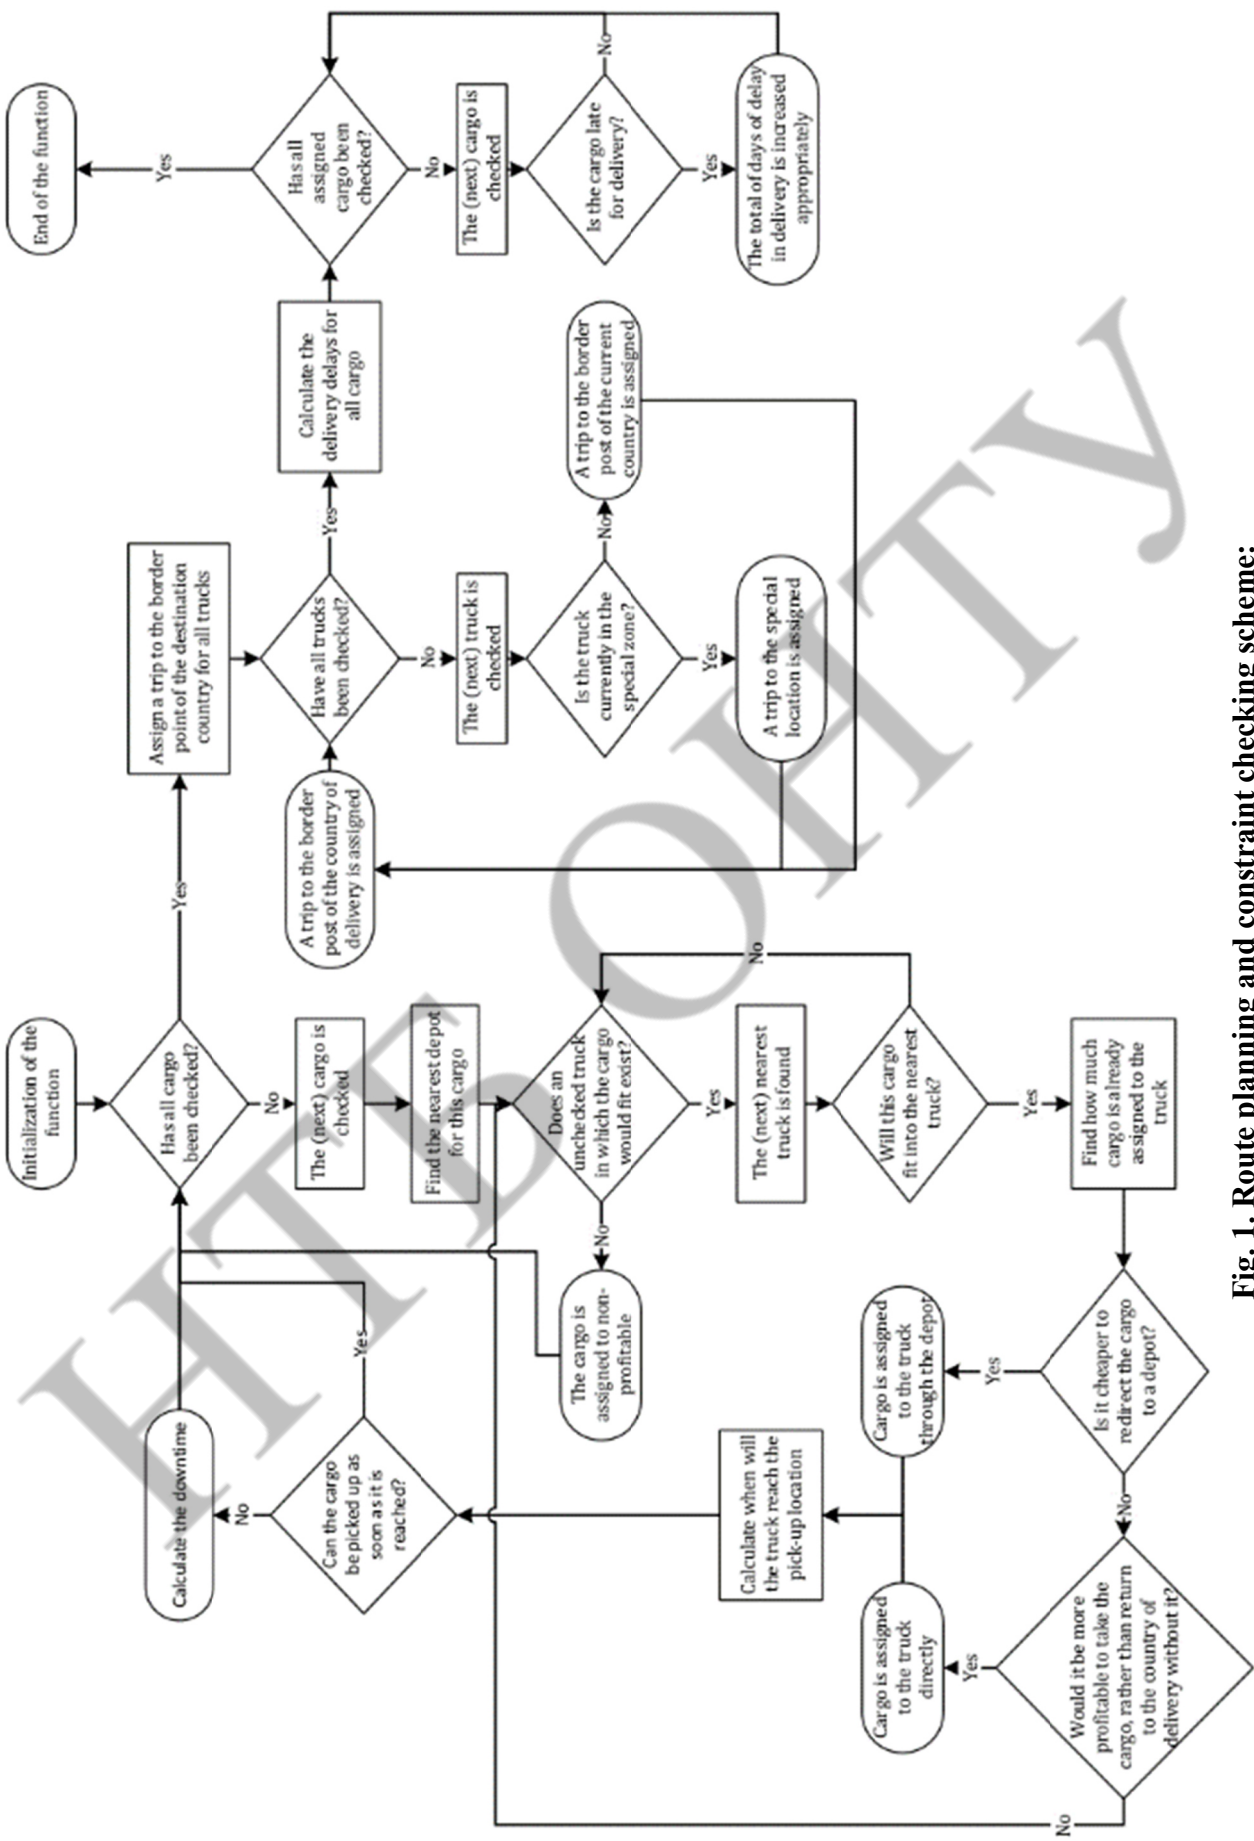 Initialization of the
function
Has all cargo
been checked?
Yes
No
The (next) cargo is
checked
Find the nearest depot
for this cargo
Does an
unchecked truck
in which the cargo
would fit exist?
No
The cargo is
assigned to non-
profitable
Yes
The (next) nearest
truck is found
Will this cargo
fit into the nearest
truck?
No
Yes
Find how much
cargo is already
assigned to the
truck
Is it cheaper to
redirect the cargo
to a depot?
Yes
Cargo is assigned
to the truck
through the depot
No
Would it be more
profitable to take the
cargo, rather than return
to the country of
delivery without it?
No
Yes
Cargo is assigned
to the truck
directly
Calculate when will
the truck reach the
pick-up location
Can the cargo
be picked up as
soon as it is
reached?
Yes
No
Calculate the downtime
Assign a trip to the border
point of the destination
country for all trucks
Have all trucks
been checked?
Yes
No
The (next) truck is
checked
Is the truck
currently in the
special zone?
No
A trip to the border
post of the current
country is assigned
Yes
A trip to the special
location is assigned
A trip to the border
post of the country of
delivery is assigned
Calculate the
delivery delays for
all cargo
Has all
assigned
cargo been
checked?
Yes
End of the function
No
The (next) cargo is
checked
Is the cargo late
for delivery?
No
Yes
The total of days of delay
in delivery is increased
appropriately
НТБ ОНТУ
Fig. 1. Route planning and constraint checking scheme: